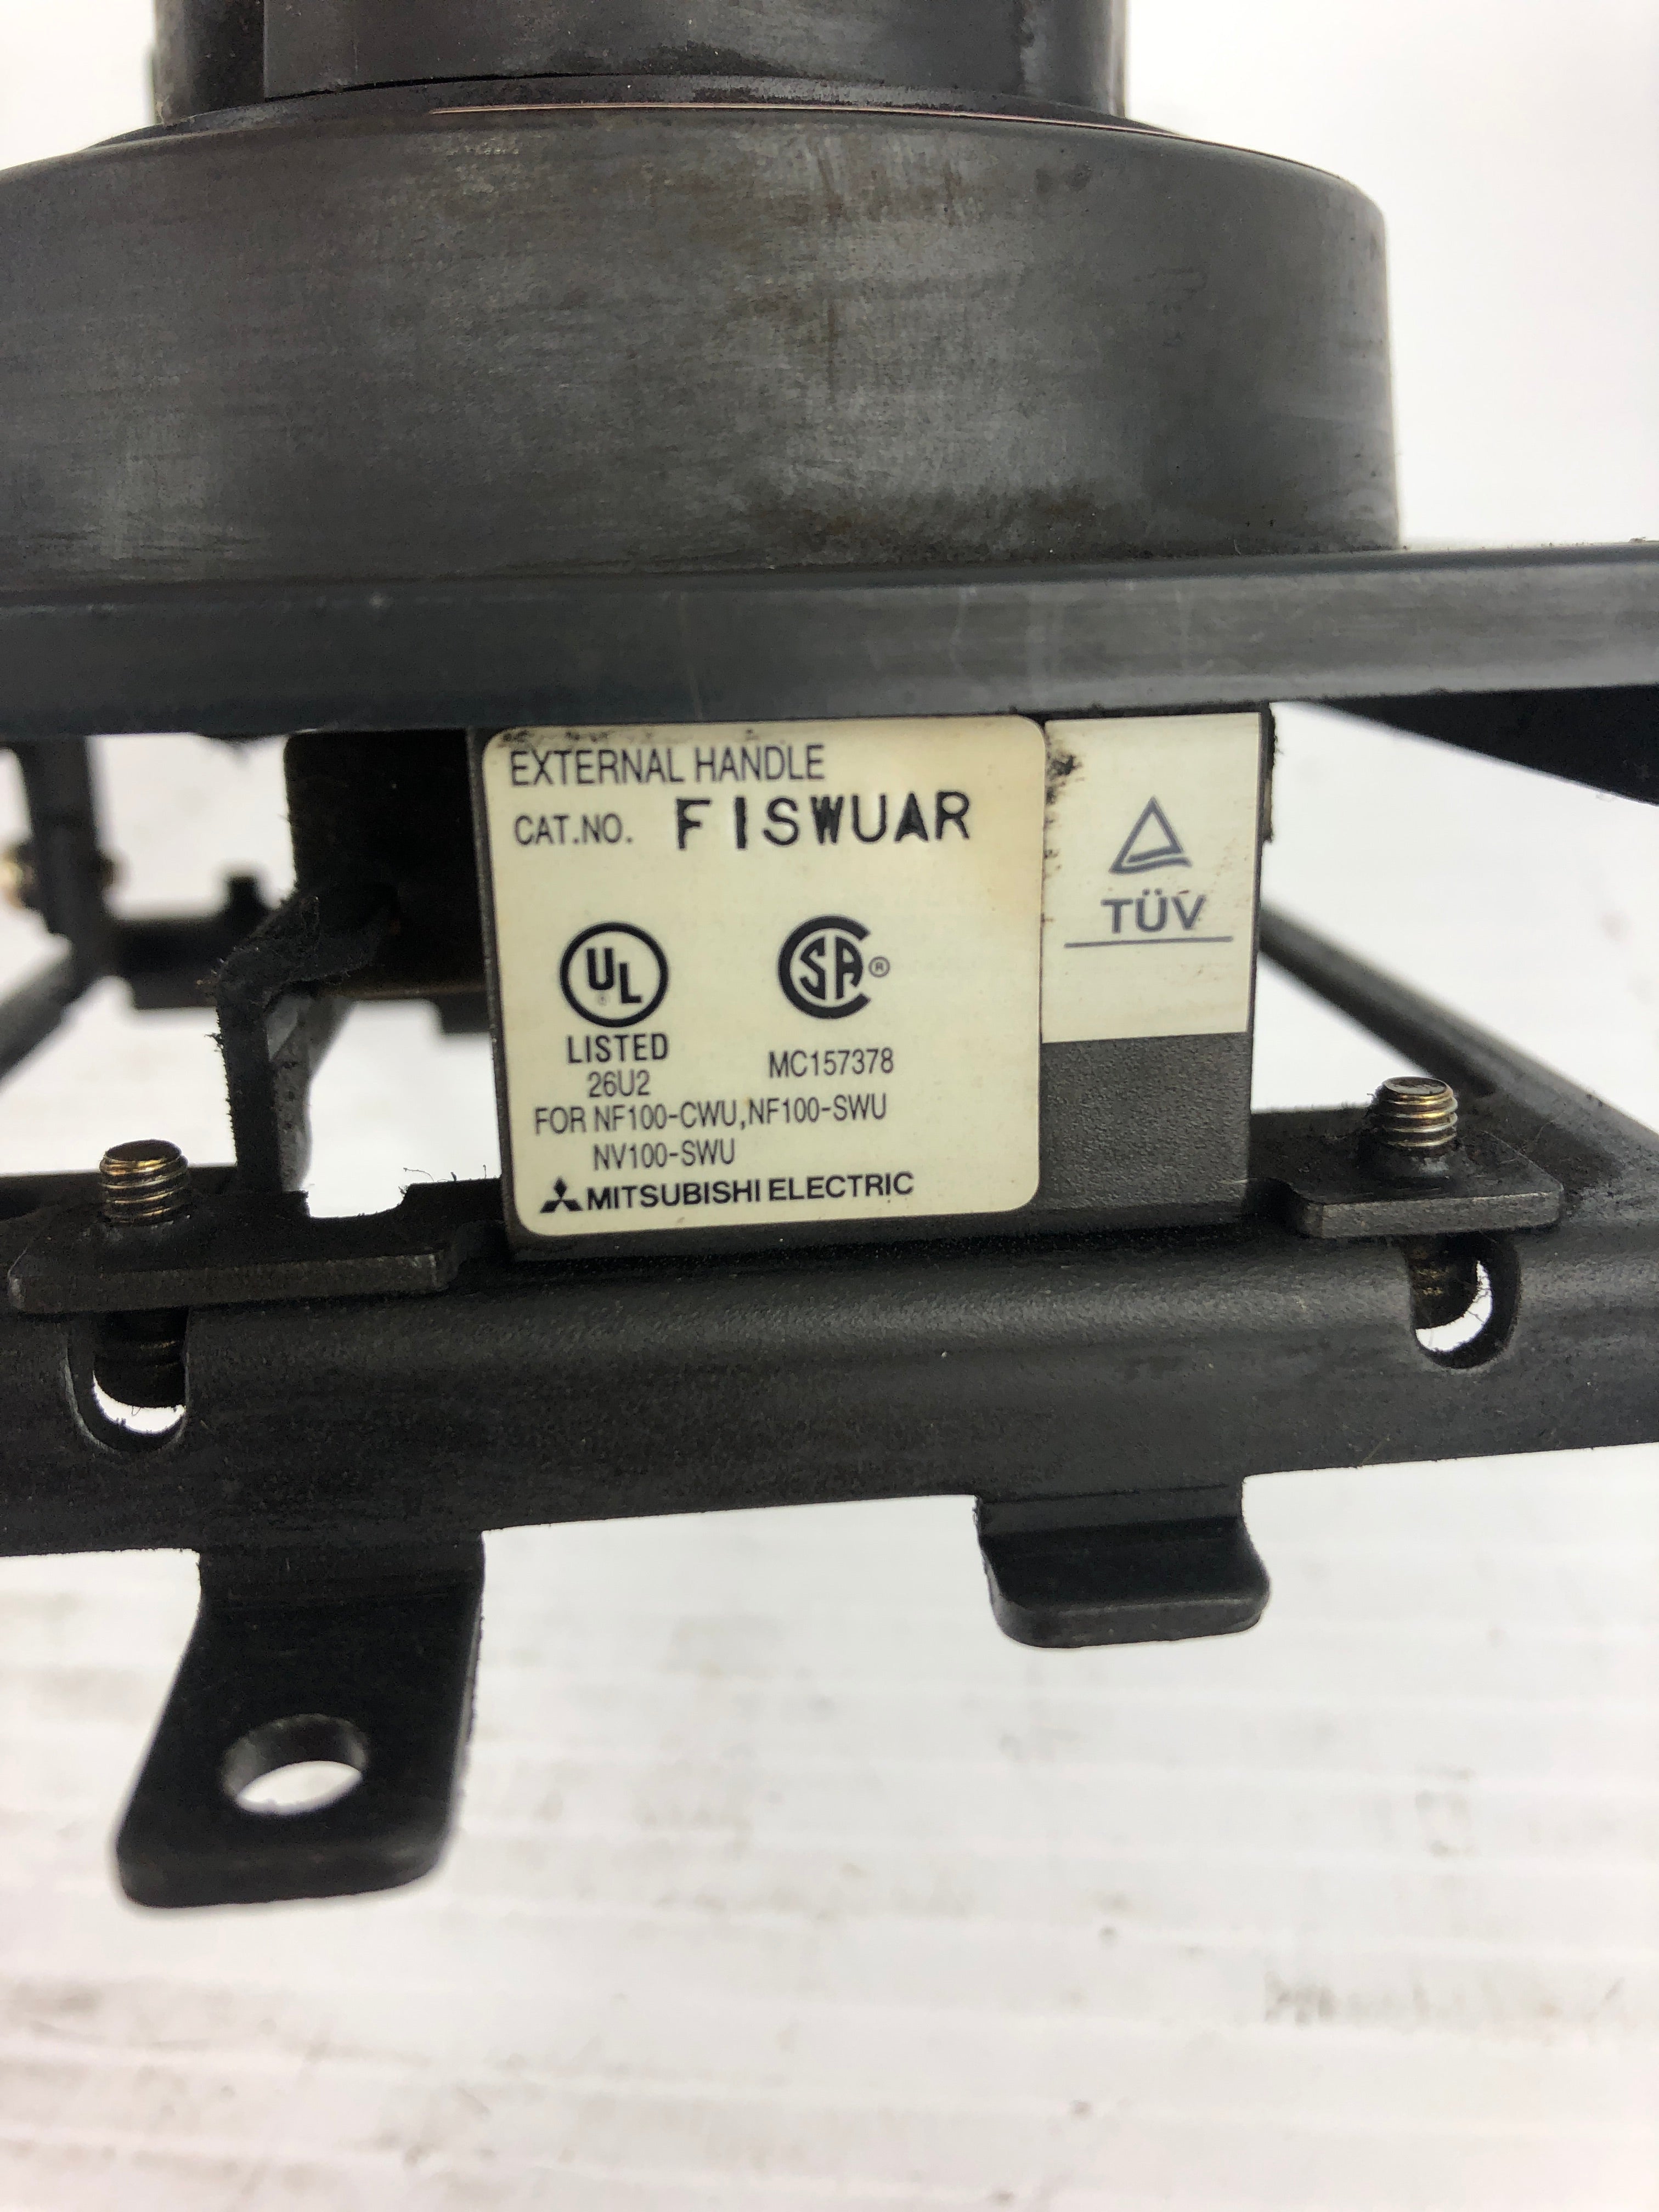 EXTERNAL HANDLE
CAT.NO. F1SWUAR
UL ®
LISTED
26U2
SA ®
MC157378
FOR NF100-CWU,NF100-SWU
NV100-SWU
MITSUBISHI ELECTRIC
TÜV